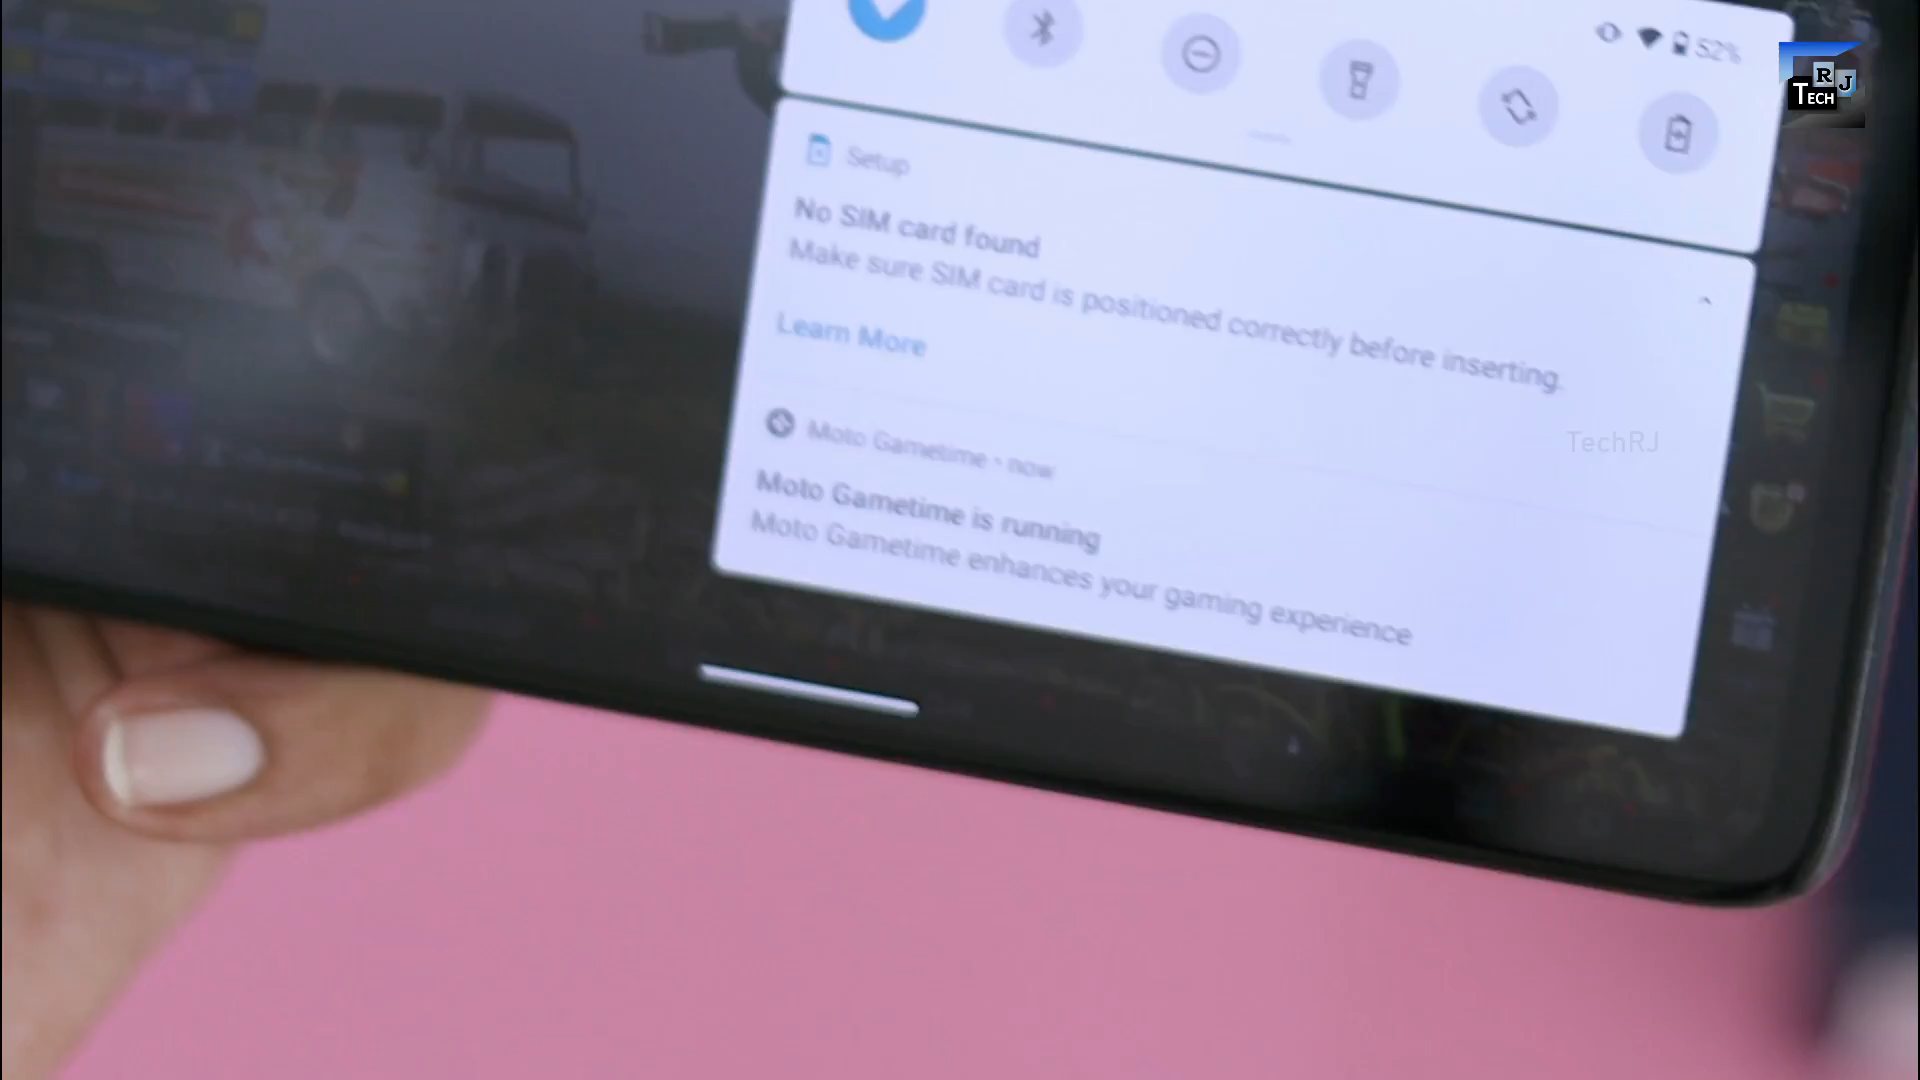 52%
R
J
TECH
Setup
No SIM card found
Make sure SIM card is positioned correctly before inserting.
Learn More
TechRJ
Moto Gametime • now
Moto Gametime is running
Moto Gametime enhances your gaming experience